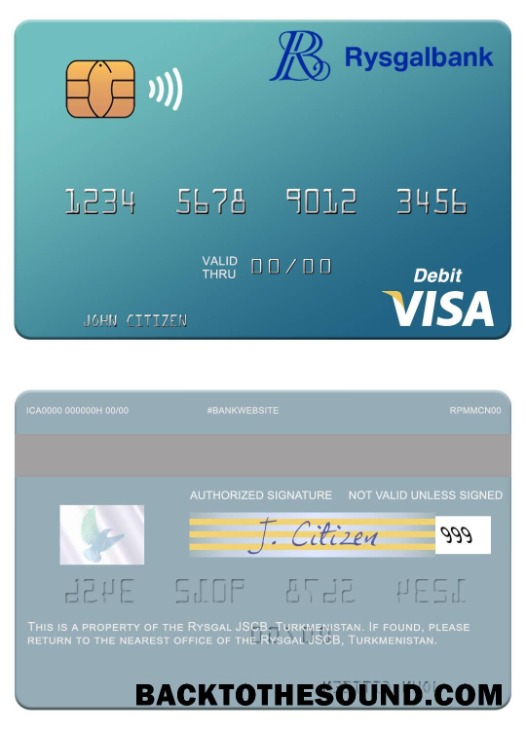 Rysgalbank
1234 5678 9012 3456
VALID
THRU 00/00
Debit
VISA
JOHN CITIZEN
ICA0000 000000H 00/00 #BANKWEBSITE RPMMCN00
AUTHORIZED SIGNATURE NOT VALID UNLESS SIGNED
J. Citizen 999
THIS IS A PROPERTY OF THE RYSGAL JSCB, TURKMENISTAN. IF FOUND, PLEASE
RETURN TO THE NEAREST OFFICE OF THE RYSGAL JSCB, TURKMENISTAN.
BACKTOTHESOUND.COM